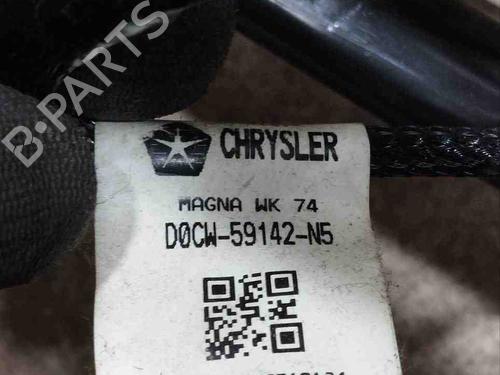 B-PARTS
CHRYSLER
MAGNA WK 74
D0CW-59142-N5